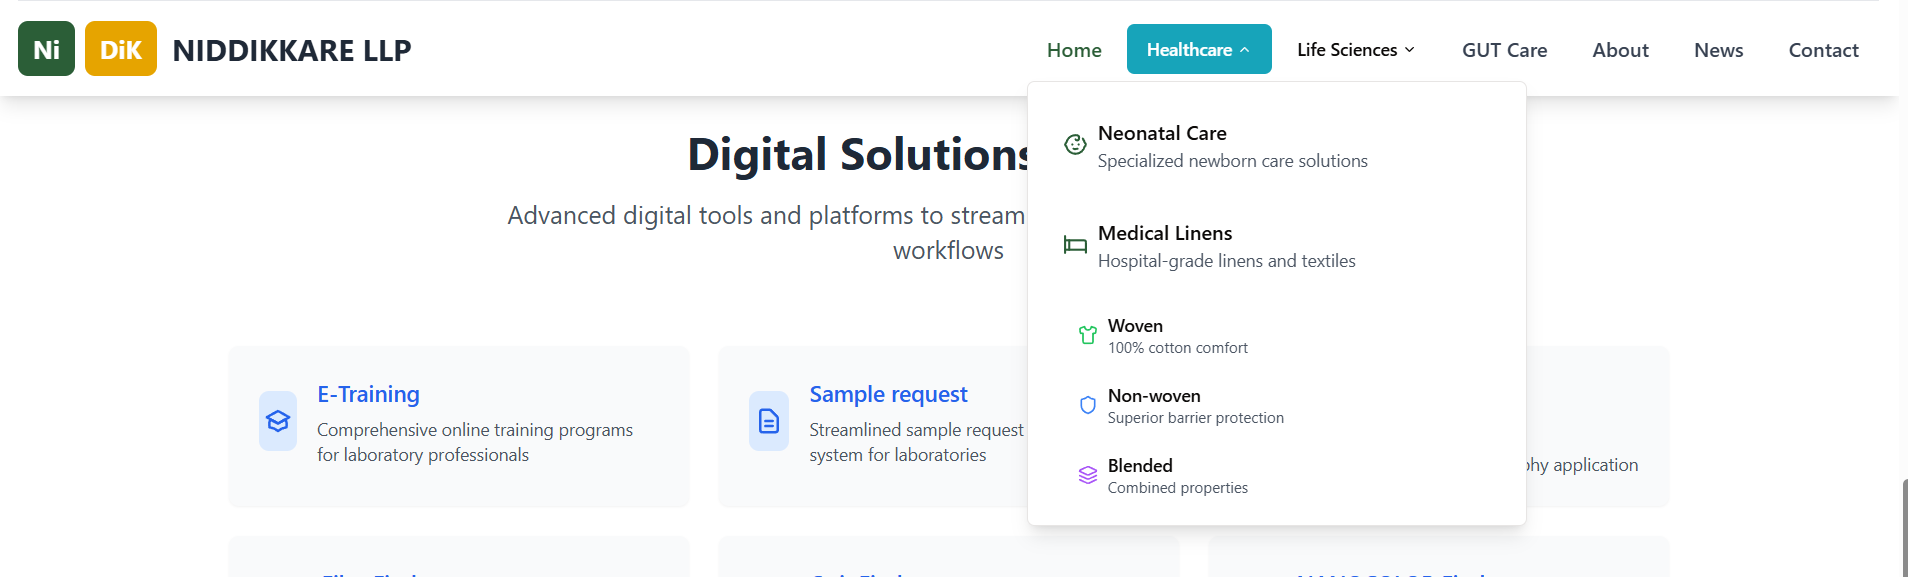 Ni DiK NIDDIKKARE LLP Home Healthcare Life Sciences GUT Care About News Contact
Digital Solutions
Advanced digital tools and platforms to stream
workflows
Neonatal Care
Specialized newborn care solutions
Medical Linens
Hospital-grade linens and textiles
Woven
100% cotton comfort
Non-woven
Superior barrier protection
Blended
Combined properties
E-Training
Comprehensive online training programs
for laboratory professionals
Sample request
Streamlined sample request
system for laboratories
application